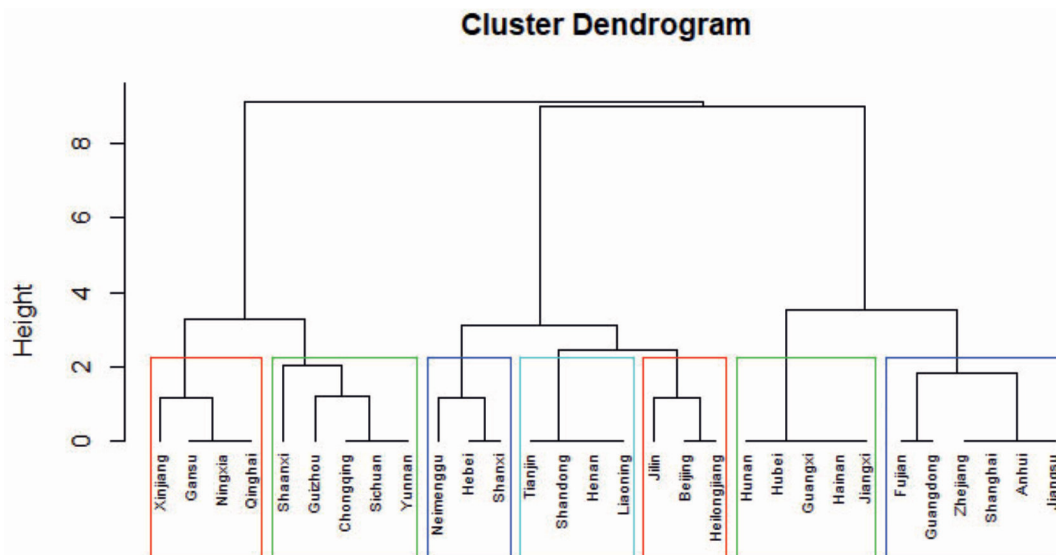 Cluster Dendrogram
Height
8
6
4
2
0
Xinjiang
Gansu
Ningxia
Qinghai
Shaanxi
Guizhou
Chongqing
Sichuan
Yunnan
Neimenggu
Hebei
Shanxi
Tianjin
Shandong
Henan
Liaoning
Jilin
Beijing
Heilongjiang
Hunan
Hubei
Guangxi
Hainan
Jiangxi
Fujian
Guangdong
Zhejiang
Shanghai
Anhui
Jiangsu